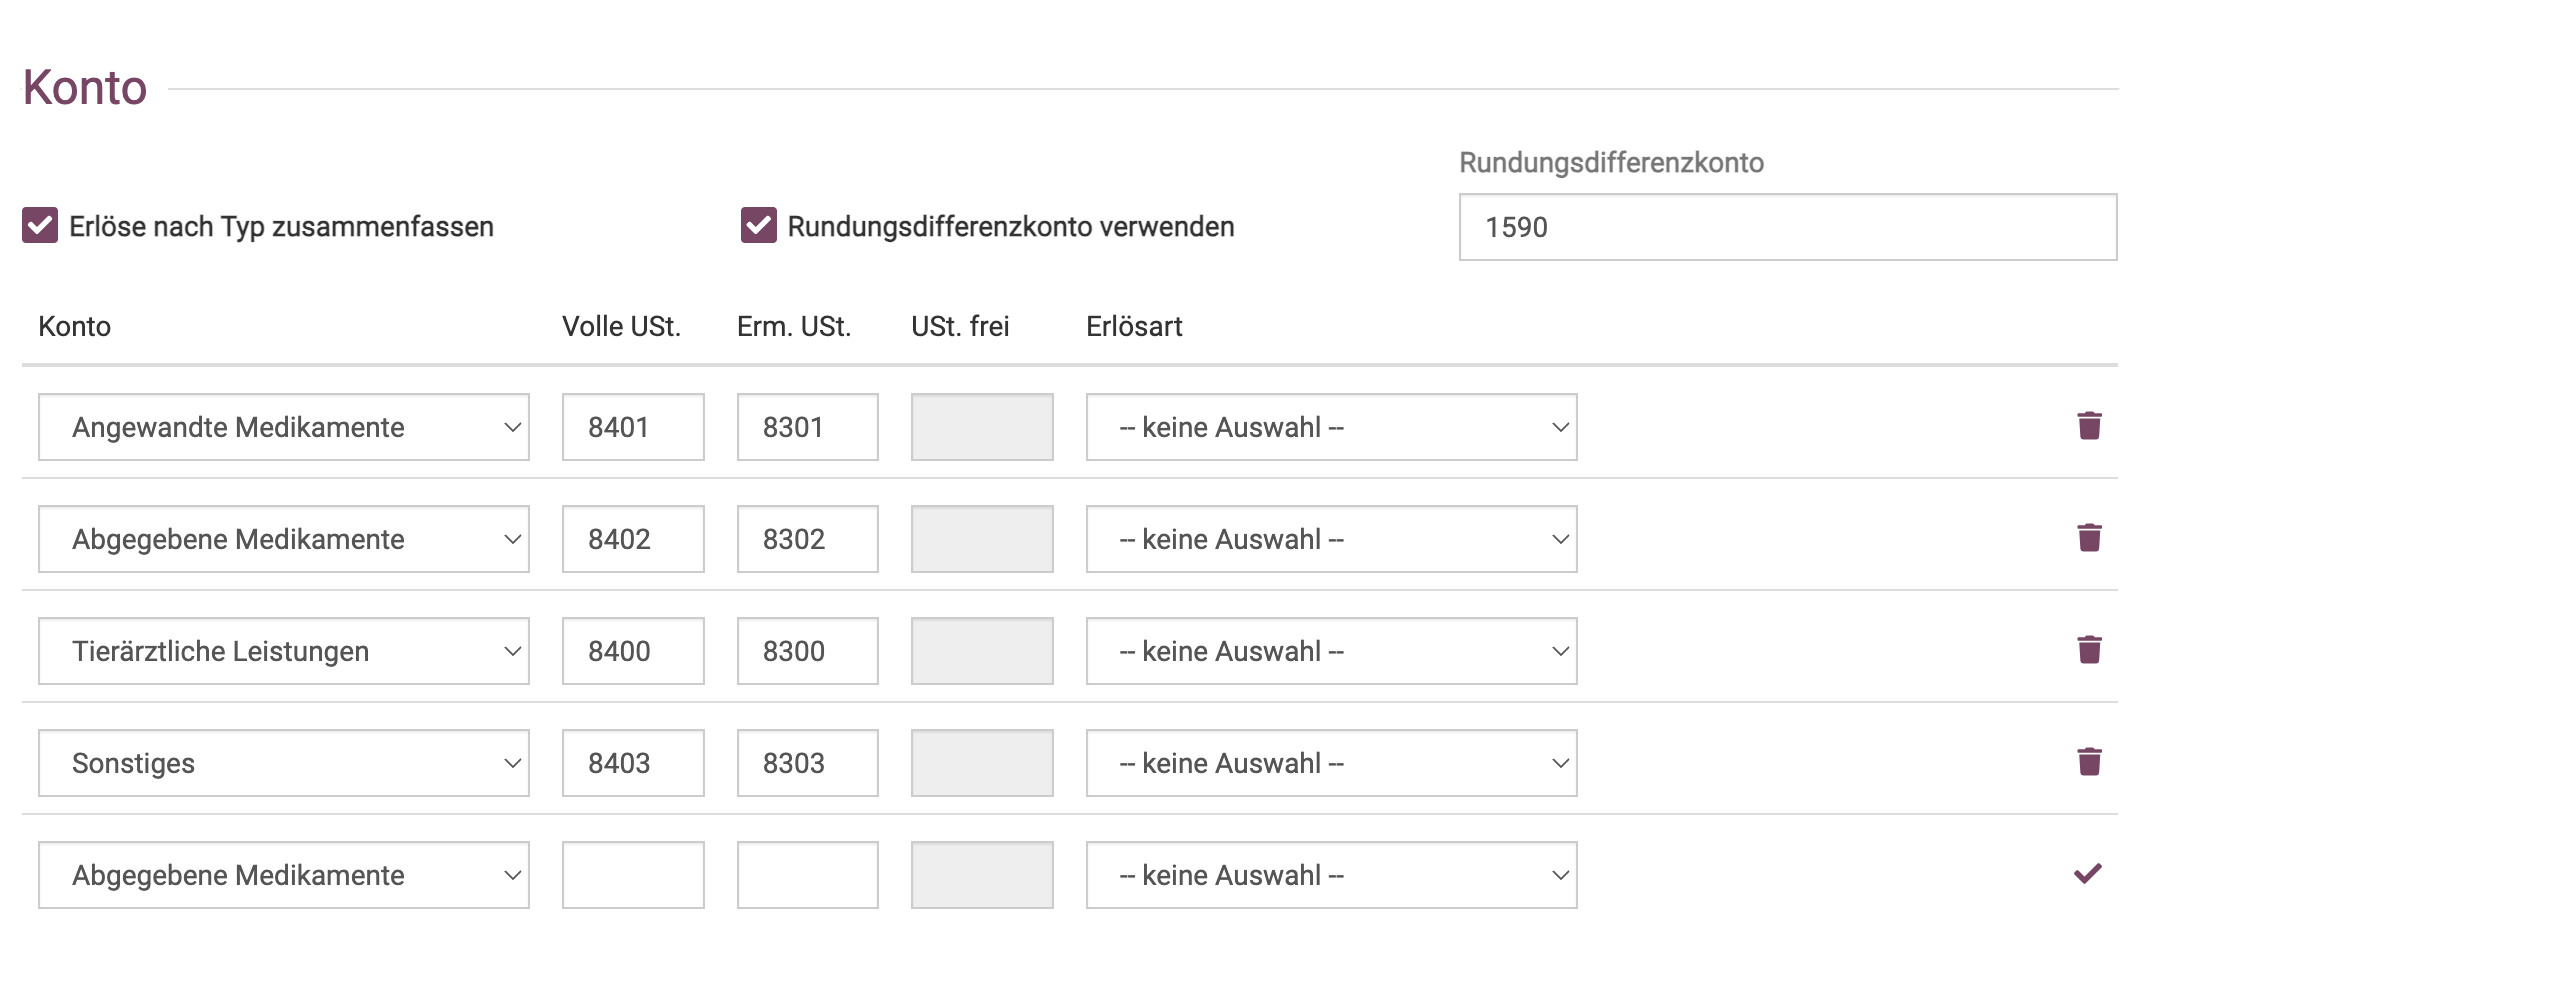 Konto
Rundungsdifferenzkonto
Erlöse nach Typ zusammenfassen Rundungsdifferenzkonto verwenden 1590
Konto Volle USt. Erm. USt. USt. frei Erlösart
Angewandte Medikamente 8401 8301 -- keine Auswahl --
Abgegebene Medikamente 8402 8302 -- keine Auswahl --
Tierärztliche Leistungen 8400 8300 -- keine Auswahl --
Sonstiges 8403 8303 -- keine Auswahl --
Abgegebene Medikamente -- keine Auswahl --